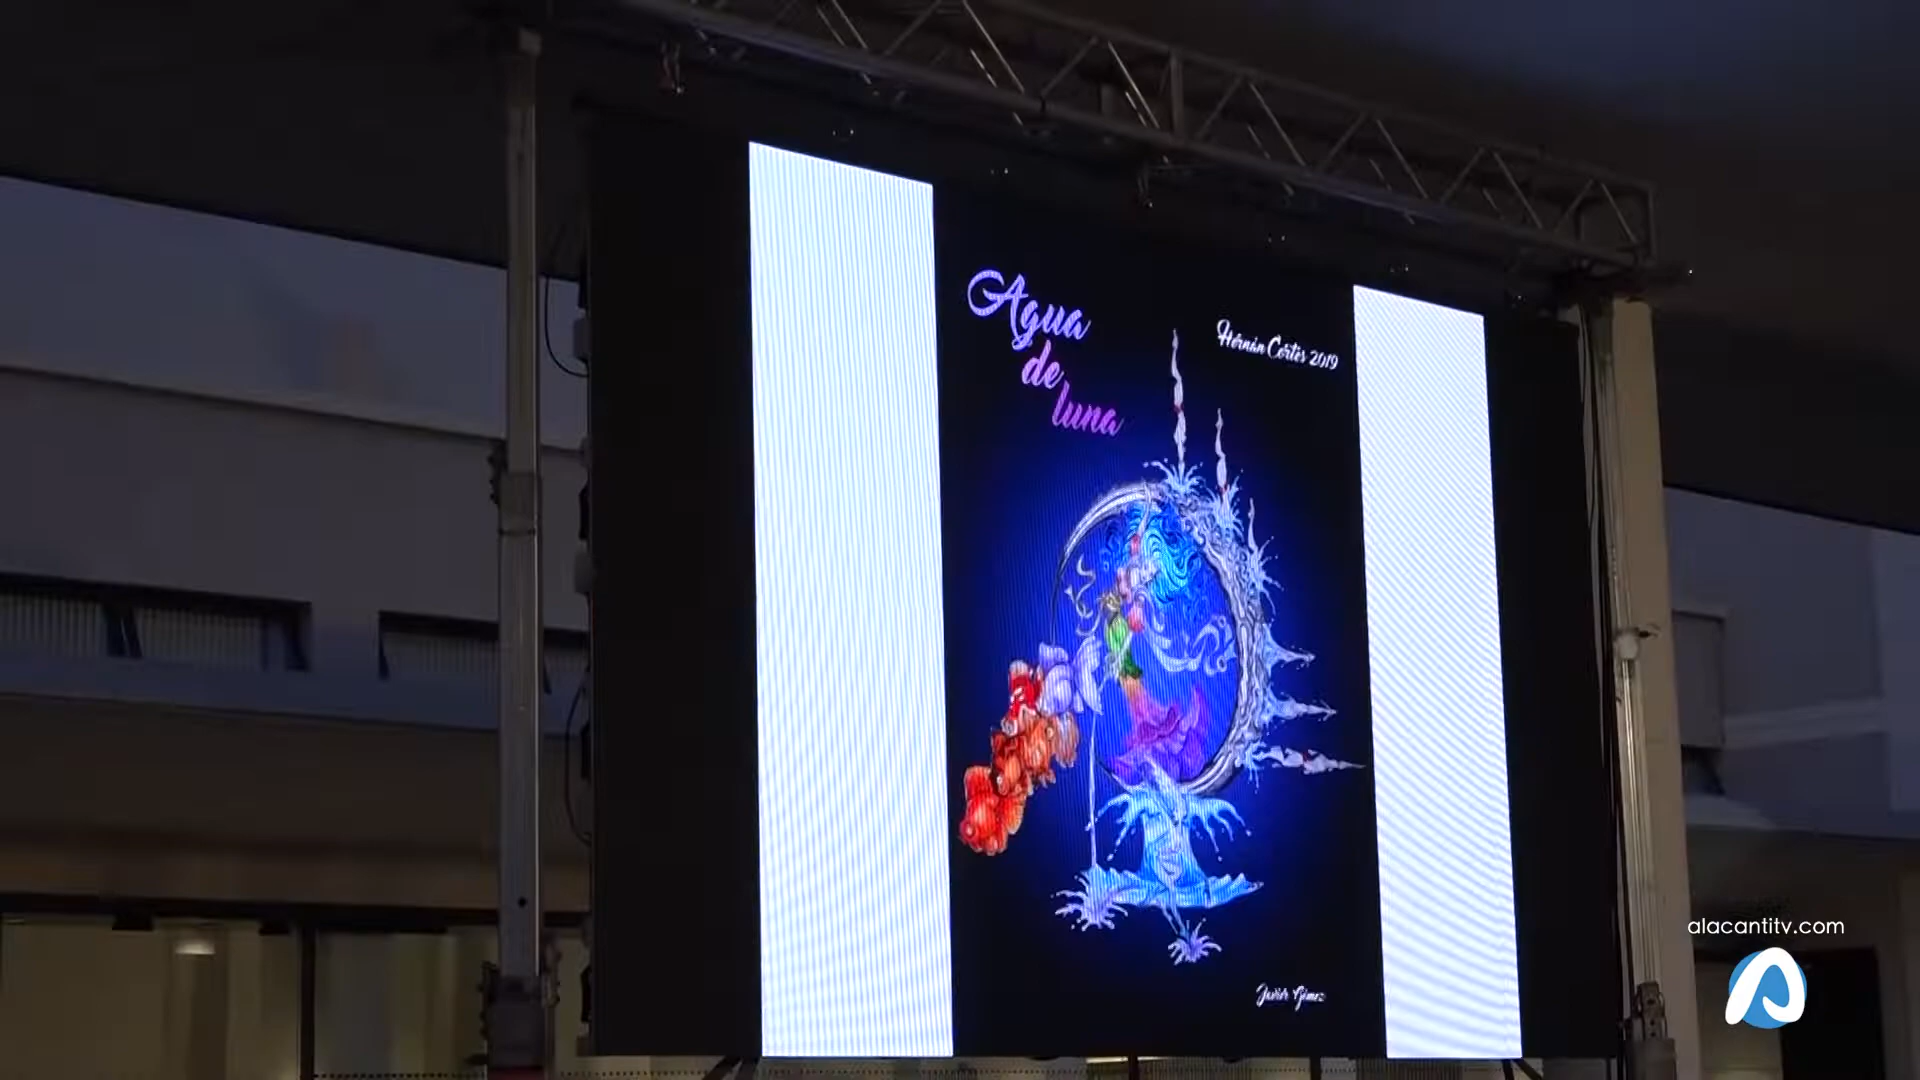 Agua
de
luna
Hernán Cortés 2019
Javier Gómez
alacantitv.com